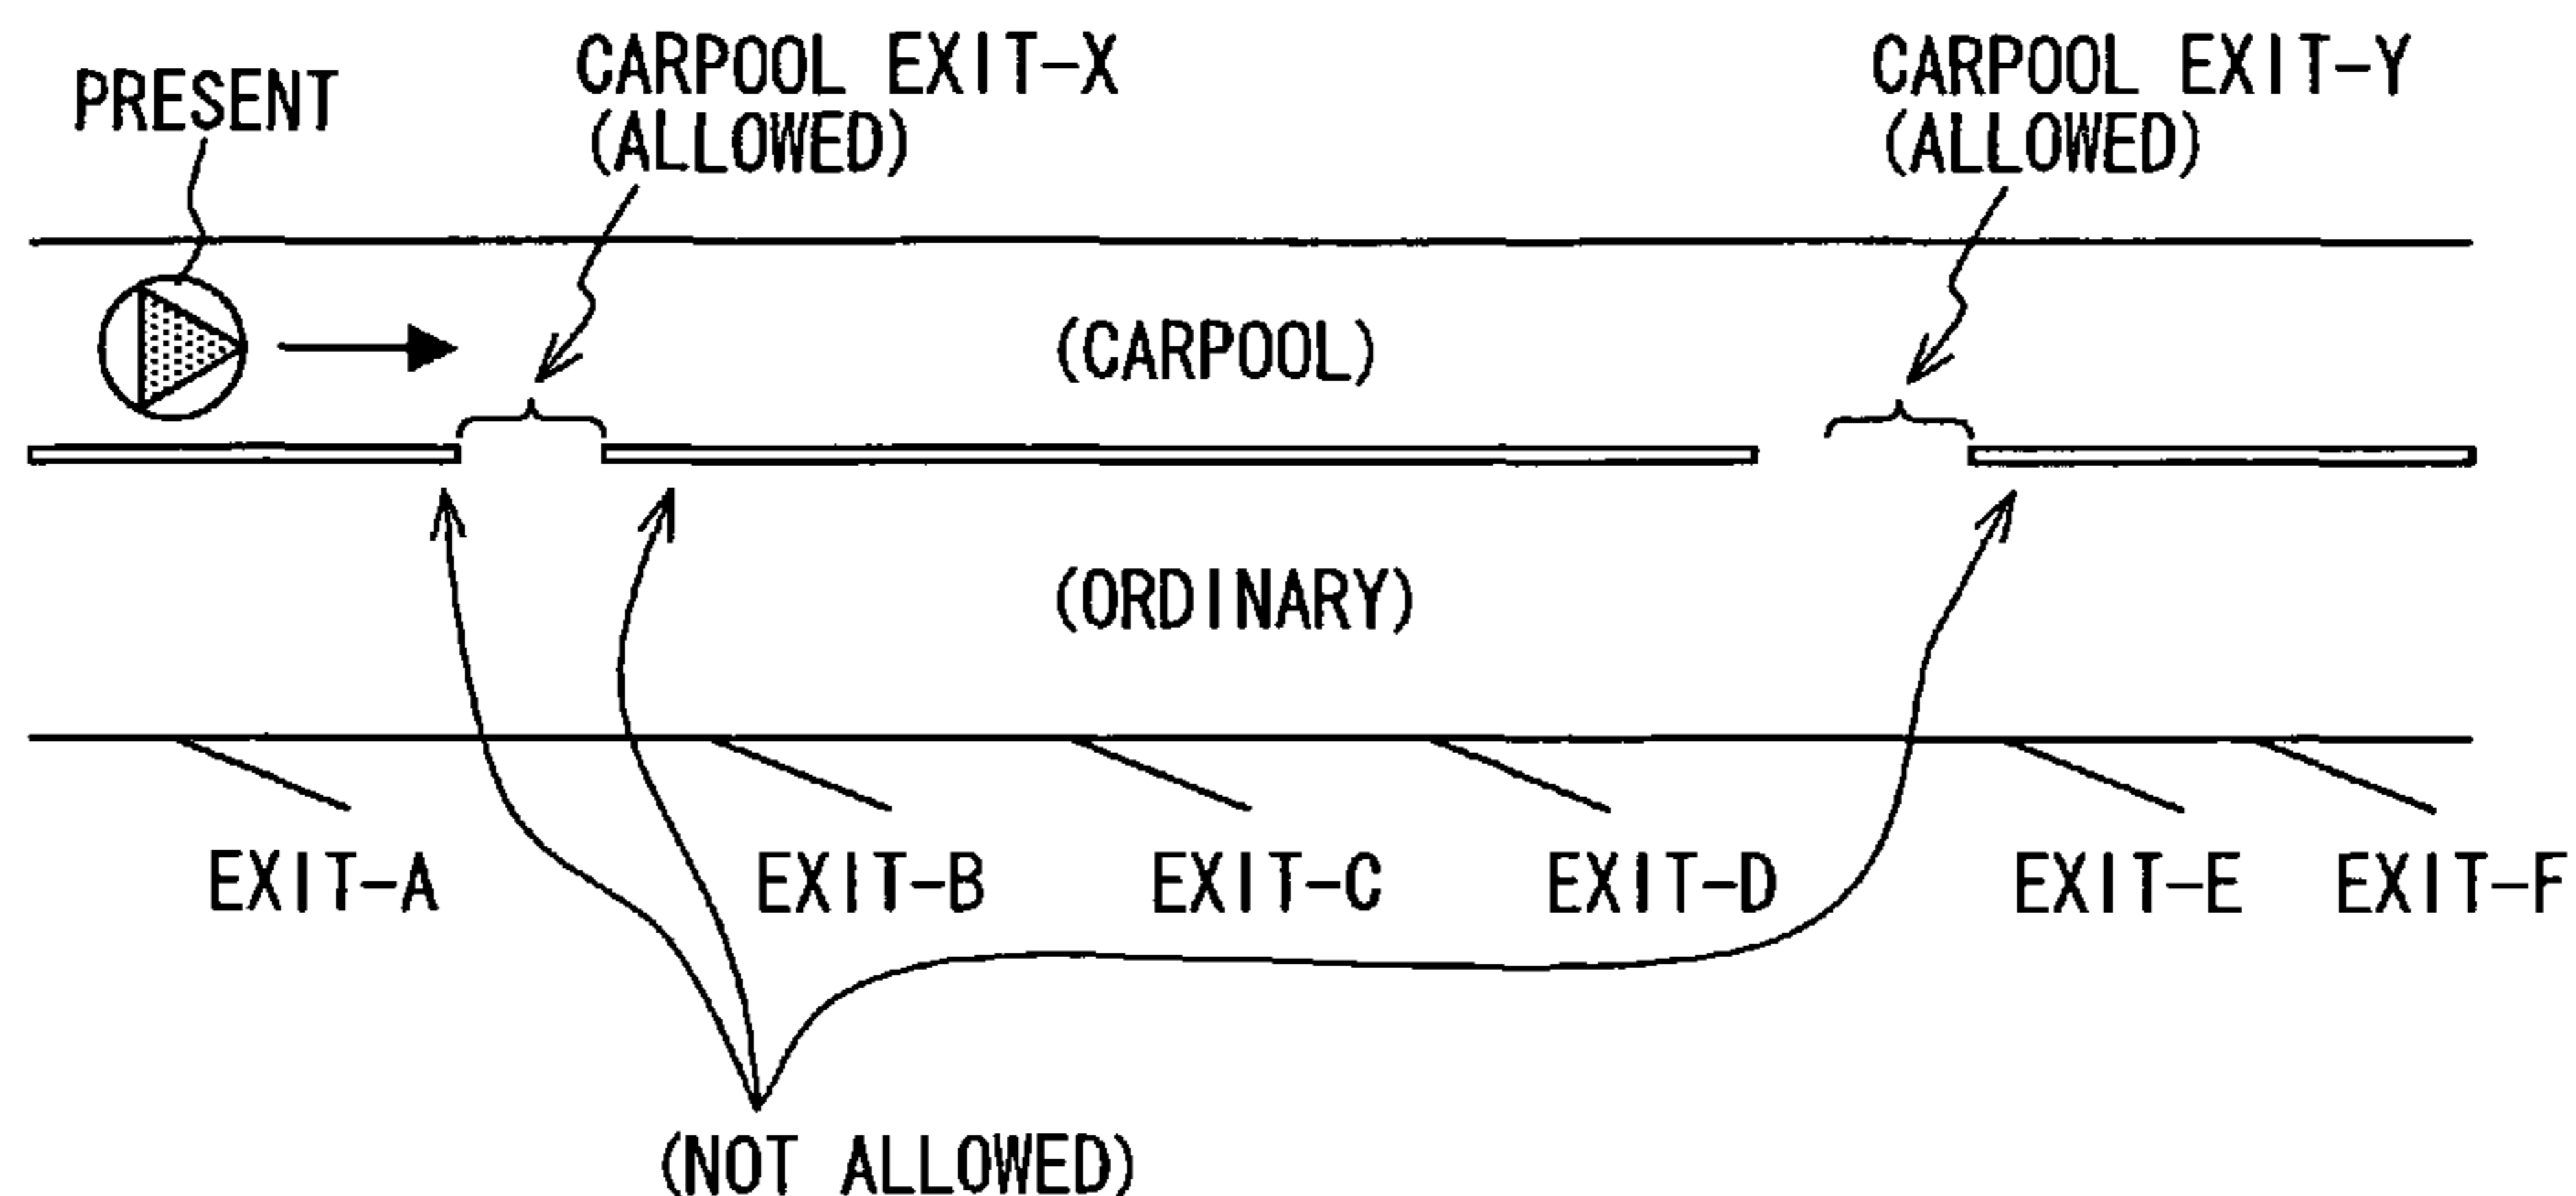 PRESENT
CARPOOL EXIT-X
(ALLOWED)
CARPOOL EXIT-Y
(ALLOWED)
(CARPOOL)
(ORDINARY)
EXIT-A
EXIT-B
EXIT-C
EXIT-D
EXIT-E
EXIT-F
(NOT ALLOWED)